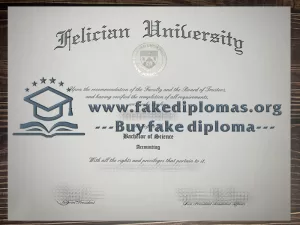 Felician University
Upon the recommendation of the Faculty and the Board of Trustees,
and having certified the completion of all requirements,
www.fakediplomas.org
---Buy fake diploma---
Bachelor of Science
Accounting
With all the rights and privileges that pertain to it.